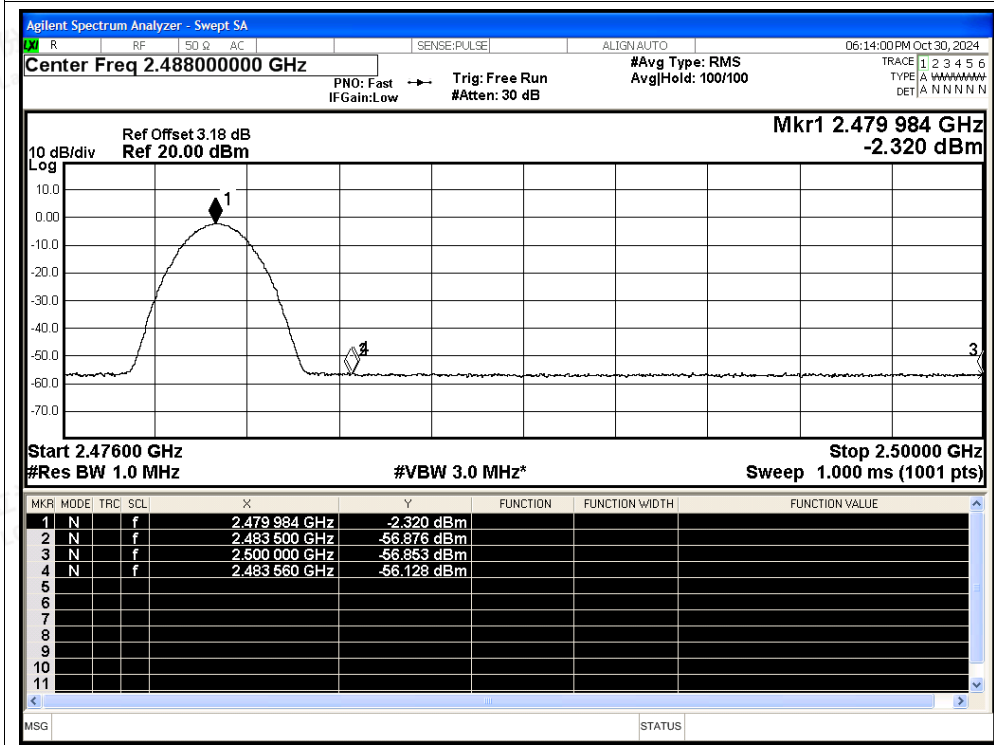 Agilent Spectrum Analyzer - Swept SA
LXI R RF 50 Ω AC SENSE:PULSE ALIGN AUTO 06:14:00 PM Oct 30, 2024
Center Freq 2.488000000 GHz
PNO: Fast
IFGain:Low
Trig: Free Run
#Atten: 30 dB
#Avg Type: RMS
Avg|Hold: 100/100
TRACE 1 2 3 4 5 6
TYPE A WWWWW
DET A N N N N N
Mkr1 2.479 984 GHz
-2.320 dBm
Ref Offset 3.18 dB
10 dB/div Ref 20.00 dBm
Log
10.0
1
0.00
-10.0
-20.0
-30.0
-40.0
-50.0
2
4
3
-60.0
-70.0
Start 2.47600 GHz Stop 2.50000 GHz
#Res BW 1.0 MHz #VBW 3.0 MHz* Sweep 1.000 ms (1001 pts)
MKR MODE TRC SCL X Y FUNCTION FUNCTION WIDTH FUNCTION VALUE
1 N f 2.479 984 GHz -2.320 dBm
2 N f 2.483 500 GHz -56.876 dBm
3 N f 2.500 000 GHz -56.853 dBm
4 N f 2.483 560 GHz -56.128 dBm
5
6
7
8
9
10
11
MSG STATUS